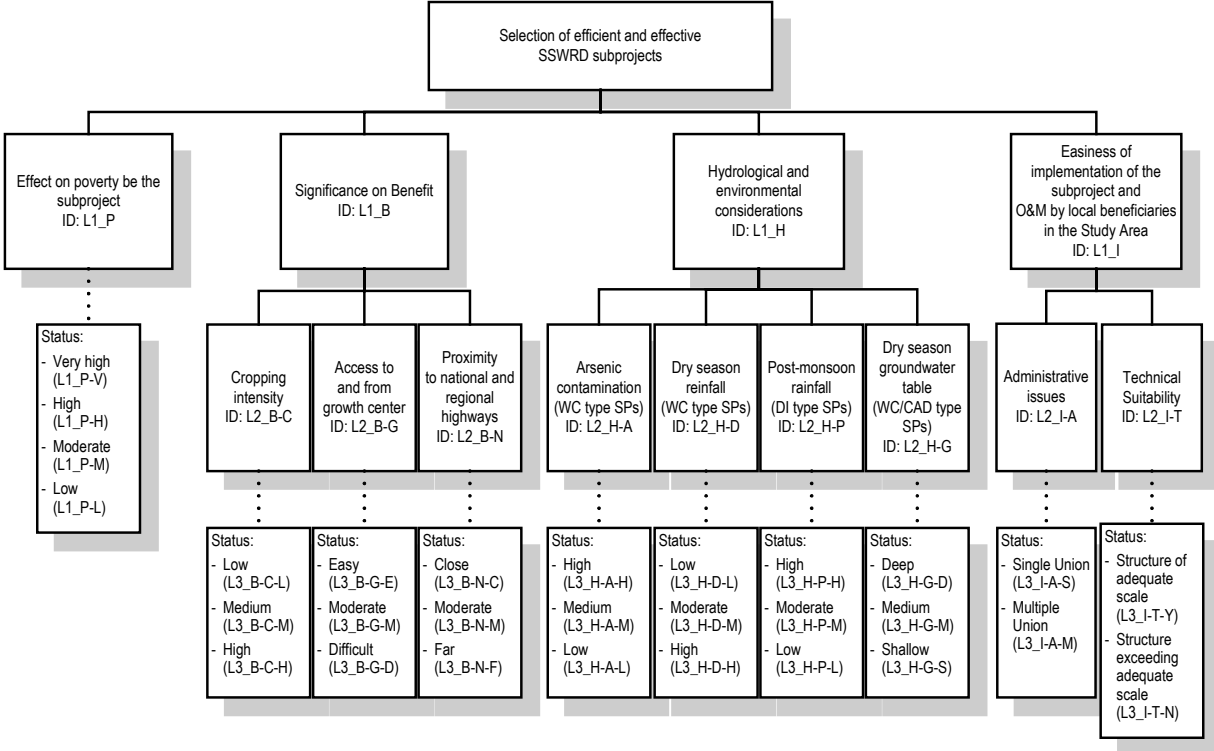 Selection of efficient and effective
SSWRD subprojects
Effect on poverty be the
subproject
ID: L1_P
Significance on Benefit
ID: L1_B
Hydrological and
environmental
considerations
ID: L1_H
Easiness of
implementation of the
subproject and
O&M by local beneficiaries
in the Study Area
ID: L1_I
Status:
- Very high
(L1_P-V)
- High
(L1_P-H)
- Moderate
(L1_P-M)
- Low
(L1_P-L)
Cropping
intensity
ID: L2_B-C
Access to
and from
growth center
ID: L2_B-G
Proximity
to national and
regional
highways
ID: L2_B-N
Arsenic
contamination
(WC type SPs)
ID: L2_H-A
Dry season
rainfall
(WC type SPs)
ID: L2_H-D
Post-monsoon
rainfall
(DI type SPs)
ID: L2_H-P
Dry season
groundwater
table
(WC/CAD type
SPs)
ID: L2_H-G
Administrative
issues
ID: L2_I-A
Technical
Suitability
ID: L2_I-T
Status:
- Low
(L3_B-C-L)
- Medium
(L3_B-C-M)
- High
(L3_B-C-H)
Status:
- Easy
(L3_B-G-E)
- Moderate
(L3_B-G-M)
- Difficult
(L3_B-G-D)
Status:
- Close
(L3_B-N-C)
- Moderate
(L3_B-N-M)
- Far
(L3_B-N-F)
Status:
- High
(L3_H-A-H)
- Medium
(L3_H-A-M)
- Low
(L3_H-A-L)
Status:
- Low
(L3_H-D-L)
- Moderate
(L3_H-D-M)
- High
(L3_H-D-H)
Status:
- High
(L3_H-P-H)
- Moderate
(L3_H-P-M)
- Low
(L3_H-P-L)
Status:
- Deep
(L3_H-G-D)
- Medium
(L3_H-G-M)
- Shallow
(L3_H-G-S)
Status:
- Single Union
(L3_I-A-S)
- Multiple
Union
(L3_I-A-M)
Status:
- Structure of
adequate
scale
(L3_I-T-Y)
- Structure
exceeding
adequate
scale
(L3_I-T-N)